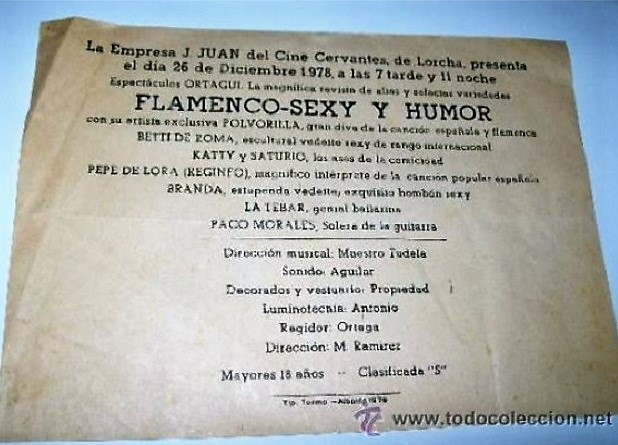 La Empresa J. JUAN del Cine Cervantes, de Lorcha, presenta
el día 26 de Diciembre 1978, a las 7 tarde y 11 noche
Espectáculos ORTAGUI. La magnífica revista de altas y selectas variedades
FLAMENCO-SEXY Y HUMOR
con su artista exclusiva POLVORILLA, gran diva de la canción española y flamenca
BETTI DE ROMA, escultural vedette sexy de rango internacional
KATTY y SATURIO, los ases de la comicidad
PEPE DE LORA (REGINFO), magnífico intérprete de la canción popular española
BRANDA, estupenda vedette, exquisito bombón sexy
LA TEBAR, genial bailarina
PACO MORALES, Solera de la guitarra
Dirección musical: Maestro Tudela
Sonido: Aguilar
Decorados y vestuario: Propiedad
Luminotecnia: Antonio
Regidor: Ortega
Dirección: M. Ramirez
Mayores 18 años -- Clasificada "S"
Tip. Tormo - 1978
www.todocoleccion.net